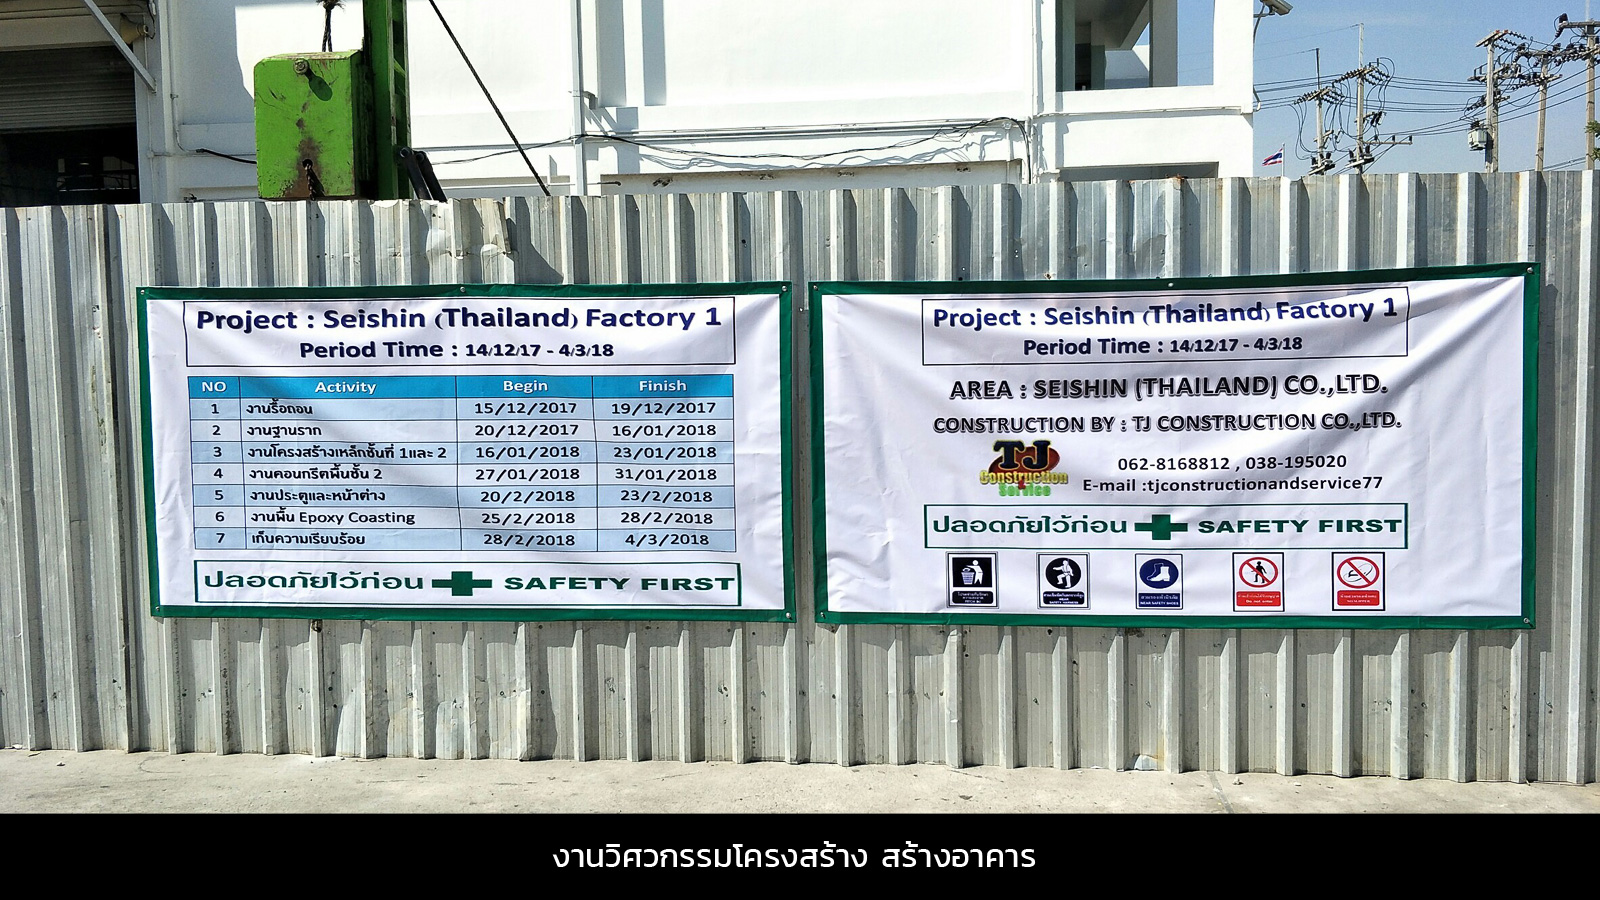 Project : Seishin (Thailand) Factory 1
Period Time : 14/12/17 - 4/3/18
NO Activity Begin Finish
1 งานรื้อถอน 15/12/2017 19/12/2017
2 งานฐานราก 20/12/2017 16/01/2018
3 งานโครงสร้างเหล็กชั้นที่ 1และ 2 16/01/2018 23/01/2018
4 งานคอนกรีตพื้นชั้น 2 27/01/2018 31/01/2018
5 งานประตูและหน้าต่าง 20/2/2018 23/2/2018
6 งานพื้น Epoxy Coasting 25/2/2018 28/2/2018
7 เก็บความเรียบร้อย 28/2/2018 4/3/2018
ปลอดภัยไว้ก่อน SAFETY FIRST
Project : Seishin (Thailand) Factory 1
Period Time : 14/12/17 - 4/3/18
AREA : SEISHIN (THAILAND) CO.,LTD.
CONSTRUCTION BY : TJ CONSTRUCTION CO.,LTD.
TJ
Construction
Service
062-8168812 , 038-195020
E-mail :tjconstructionandservice77
ปลอดภัยไว้ก่อน SAFETY FIRST
WEAR SAFETY SHOES
งานวิศวกรรมโครงสร้าง สร้างอาคาร